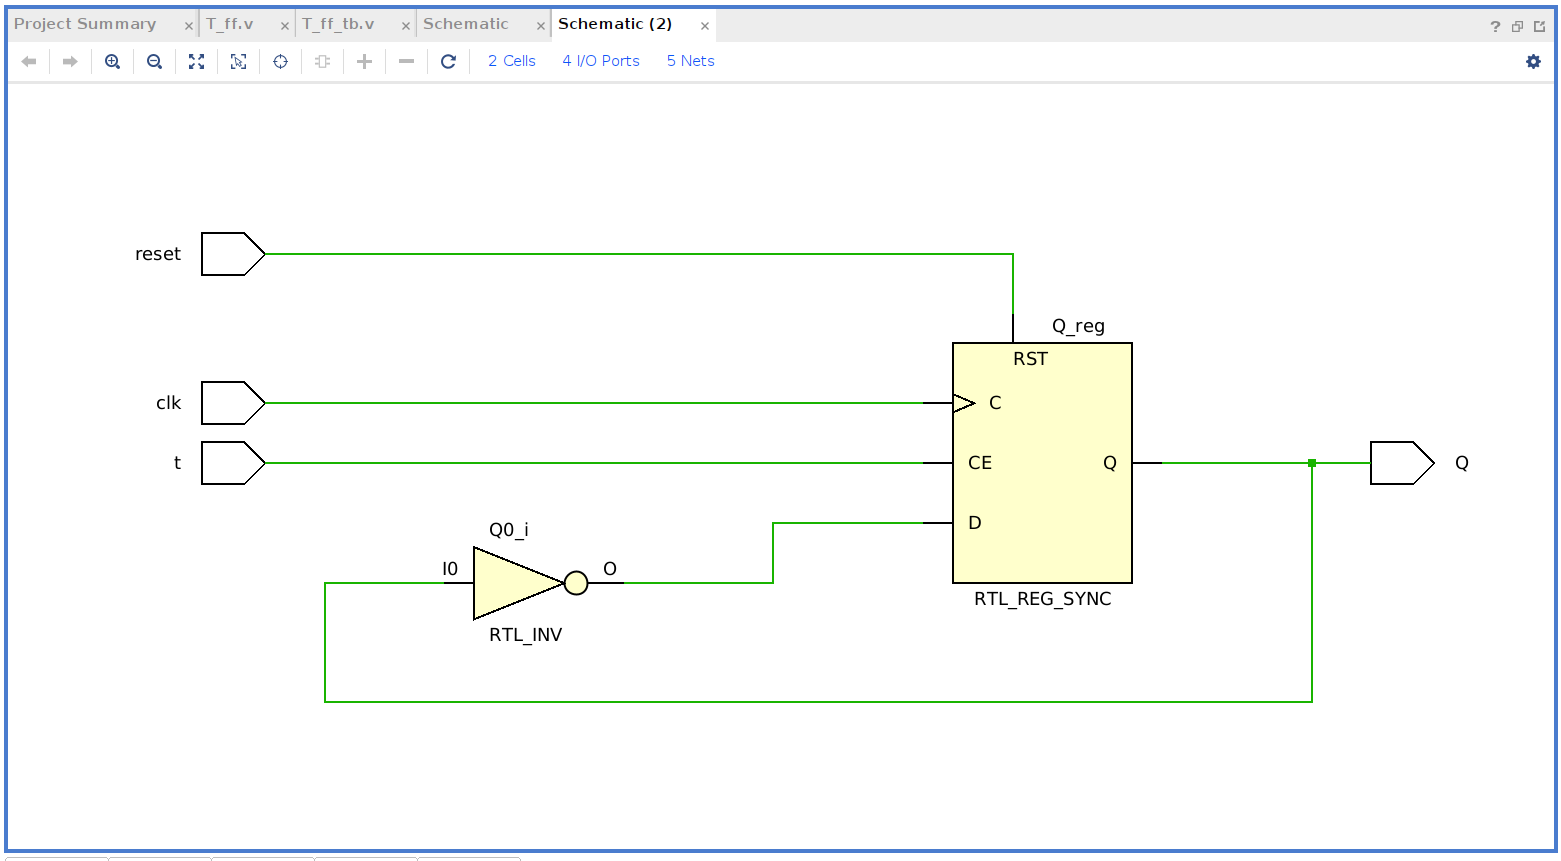 Project Summary × T_ff.v × T_ff_tb.v × Schematic × Schematic (2) × ?
2 Cells 4 I/O Ports 5 Nets
reset
Q_reg
RST
clk
C
t
CE
Q
Q
D
Q0_i
I0
O
RTL_REG_SYNC
RTL_INV